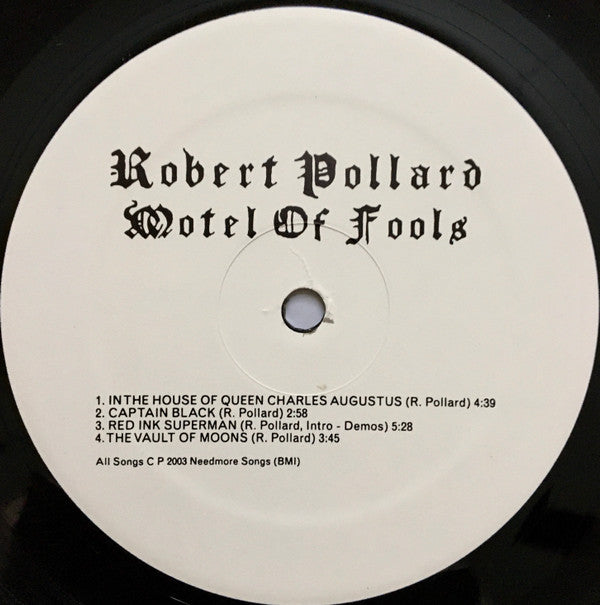 Robert Pollard
Motel Of Fools
1. IN THE HOUSE OF QUEEN CHARLES AUGUSTUS (R. Pollard) 4:39
2. CAPTAIN BLACK (R. Pollard) 2:58
3. RED INK SUPERMAN (R. Pollard, Intro - Demos) 5:28
4. THE VAULT OF MOONS (R. Pollard) 3:45
All Songs C P 2003 Needmore Songs (BMI)